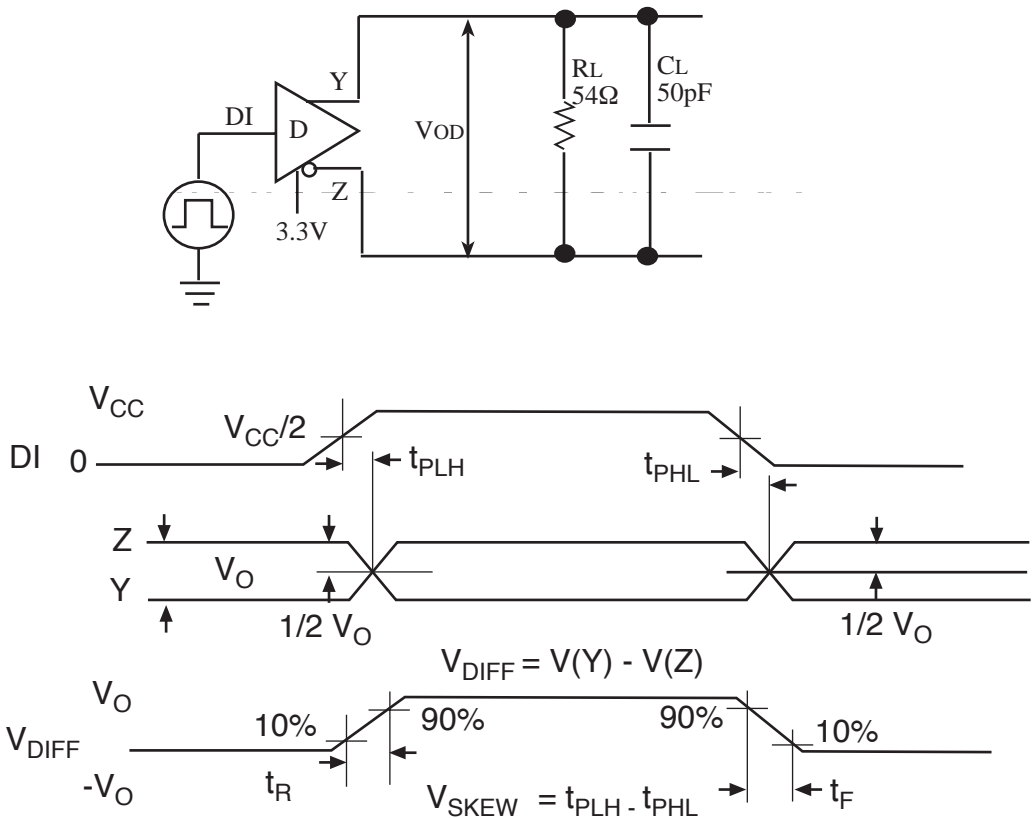 Y
RL
54Ω
CL
50pF
DI
D
VOD
Z
3.3V
VCC
VCC/2
DI 0
tPLH
tPHL
Z
VO
Y
1/2 VO
1/2 VO
VDIFF = V(Y) - V(Z)
VO
10%
90%
90%
10%
VDIFF
-VO
tR
VSKEW = tPLH - tPHL
tF